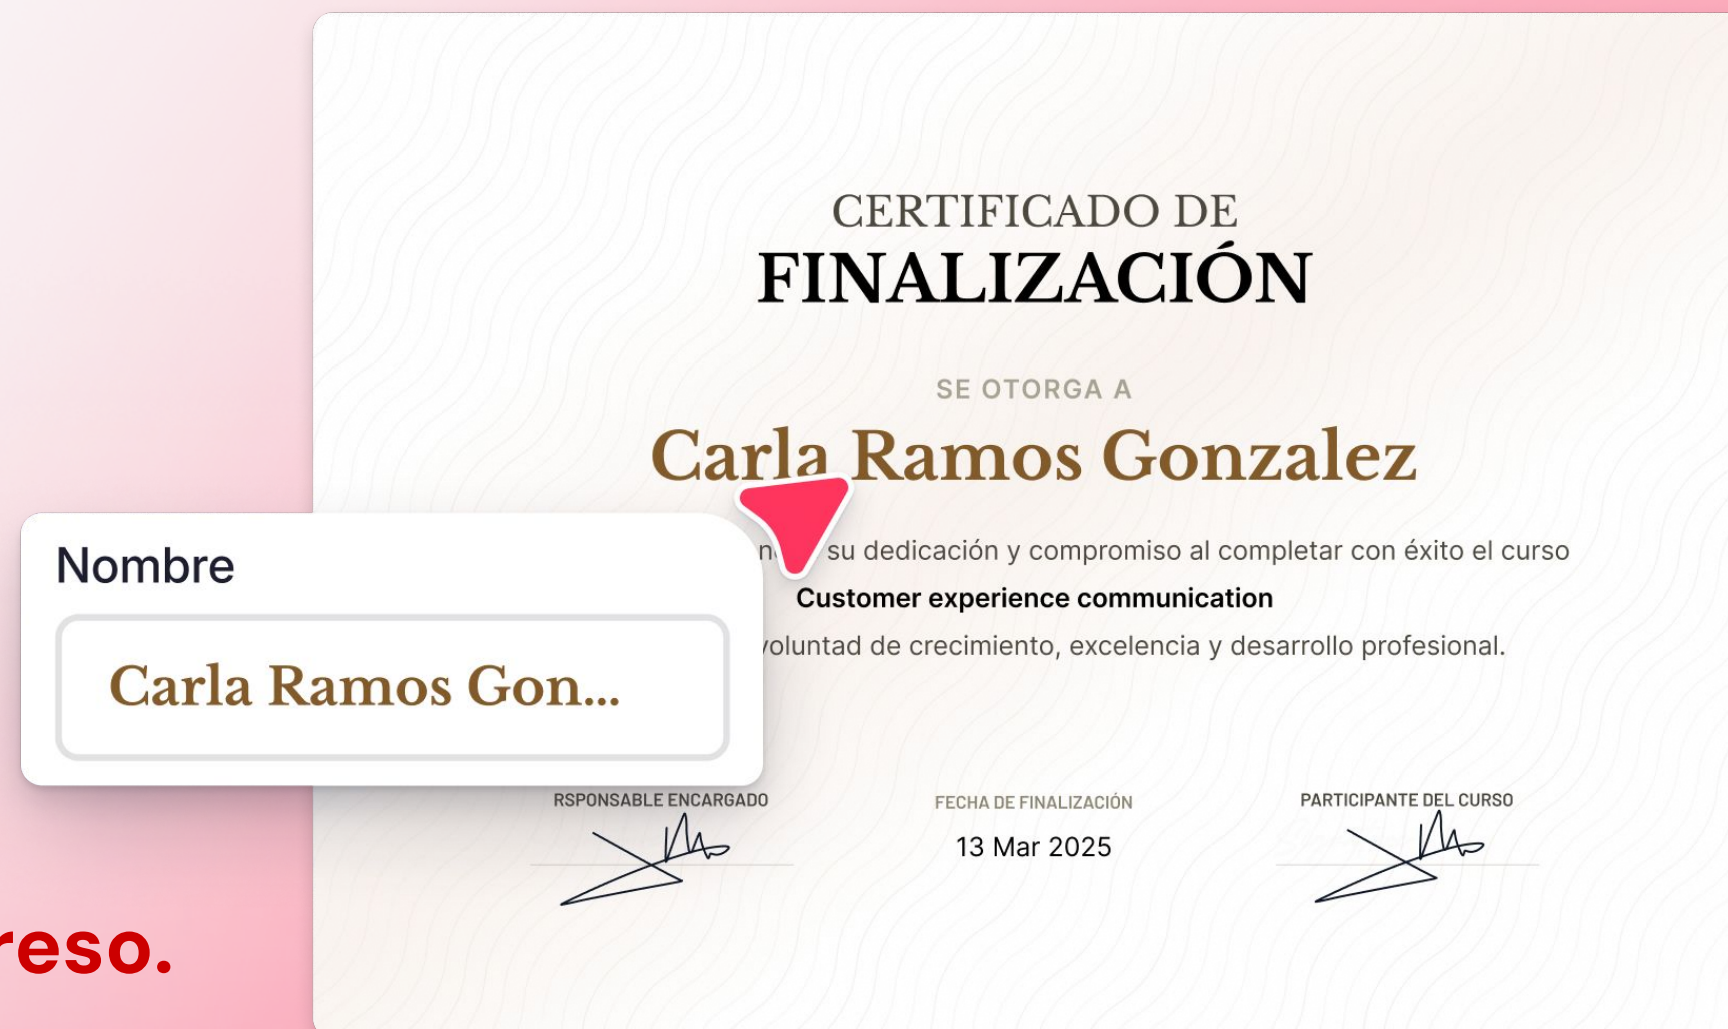 CERTIFICADO DE
FINALIZACIÓN
SE OTORGA A
Carla Ramos Gonzalez
su dedicación y compromiso al completar con éxito el curso
Customer experience communication
voluntad de crecimiento, excelencia y desarrollo profesional.
Nombre
Carla Ramos Gon...
RSPONSABLE ENCARGADO
FECHA DE FINALIZACIÓN
13 Mar 2025
PARTICIPANTE DEL CURSO
reso.